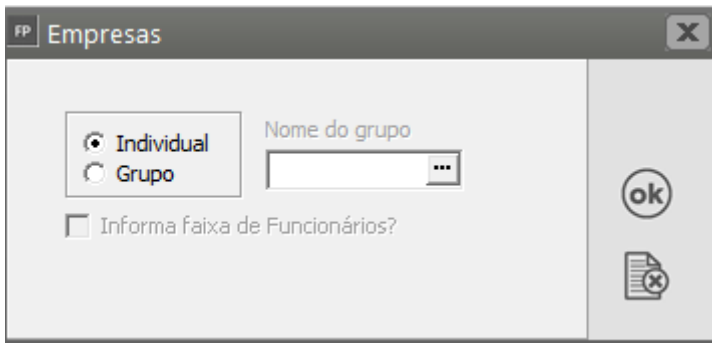 FP Empresas
Individual
Grupo
Nome do grupo
...
Informa faixa de Funcionários?
ok